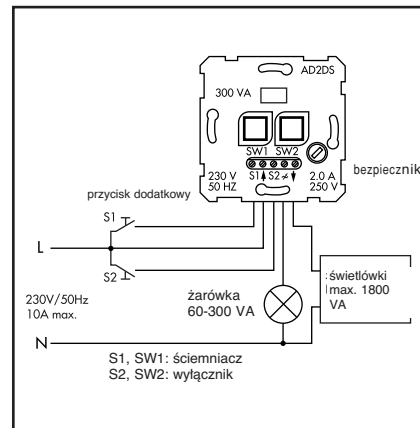 AD2DS
300 VA
SW1 SW2
230 V
50 HZ
S1
S2
2.0 A
250 V
bezpiecznik
przycisk dodatkowy
S1
L
S2
230V/50Hz
10A max.
żarówka
60-300 VA
świetlówki
max. 1800
VA
N
S1, SW1: ściemniacz
S2, SW2: wyłącznik